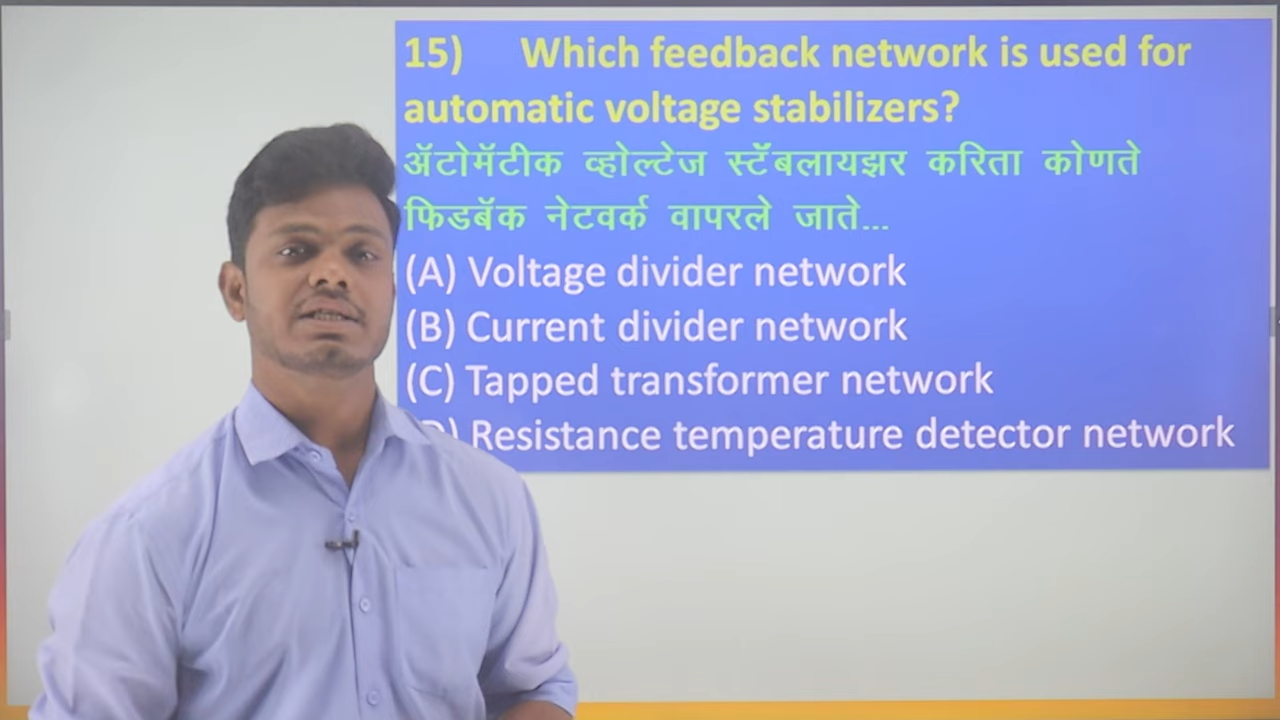 15) Which feedback network is used for
automatic voltage stabilizers?
ॲटोमॅटीक व्होल्टेज स्टॅबलायझर करिता कोणते
फिडबॅक नेटवर्क वापरले जाते...
(A) Voltage divider network
(B) Current divider network
(C) Tapped transformer network
D) Resistance temperature detector network